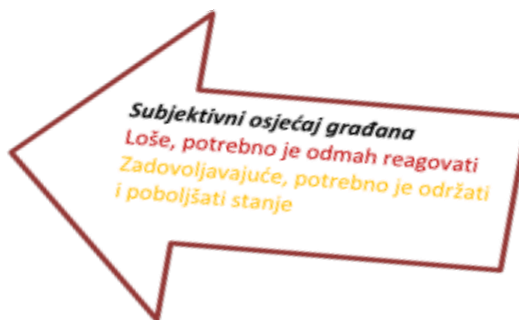 Subjektivni osjećaj građana
Loše, potrebno je odmah reagovati
Zadovoljavajuće, potrebno je održati
i poboljšati stanje